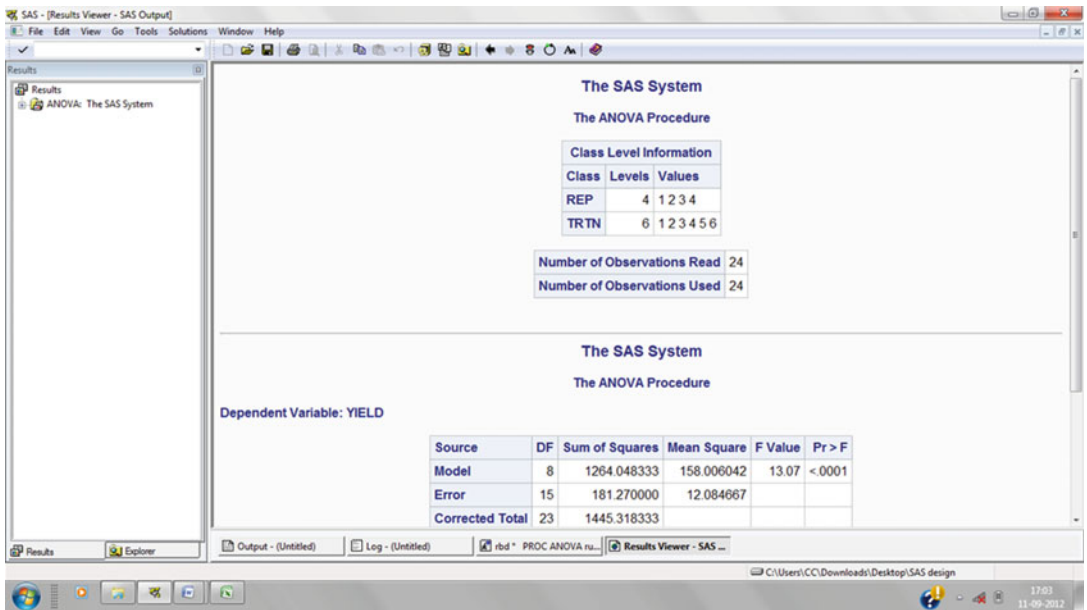 SAS - [Results Viewer - SAS Output]
File Edit View Go Tools Solutions Window Help
Results
Results
ANOVA: The SAS System
The SAS System
The ANOVA Procedure
Class Level Information
Class Levels Values
REP 4 1 2 3 4
TRTN 6 1 2 3 4 5 6
Number of Observations Read 24
Number of Observations Used 24
The SAS System
The ANOVA Procedure
Dependent Variable: YIELD
Source DF Sum of Squares Mean Square F Value Pr > F
Model 8 1264.048333 158.006042 13.07 <.0001
Error 15 181.270000 12.084667
Corrected Total 23 1445.318333
Results Explorer
Output - (Untitled) Log - (Untitled) rbd * PROC ANOVA ru... Results Viewer - SAS ...
C:\Users\CC\Downloads\Desktop\SAS design
17:03
11-09-2012